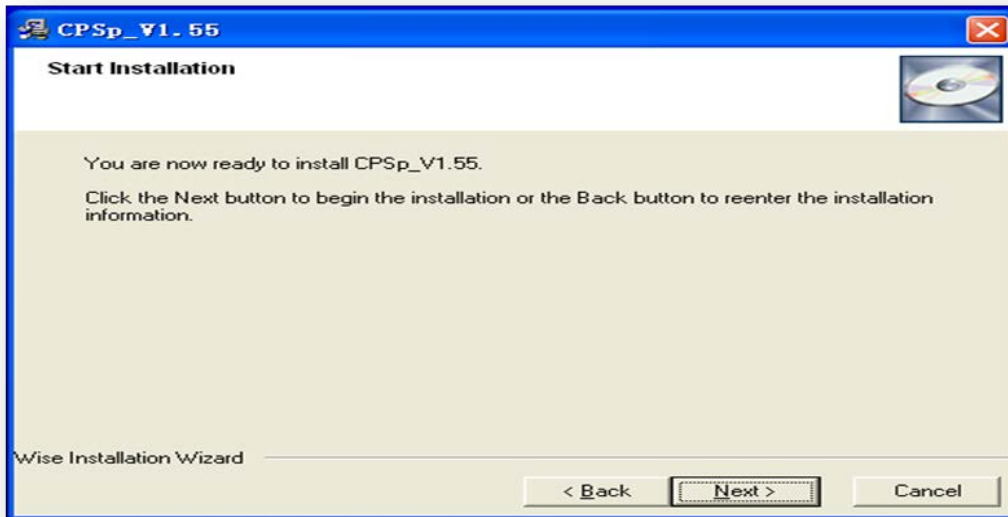 CPSp_V1.55
Start Installation
You are now ready to install CPSp_V1.55.
Click the Next button to begin the installation or the Back button to reenter the installation
information.
Wise Installation Wizard
< Back
Next >
Cancel